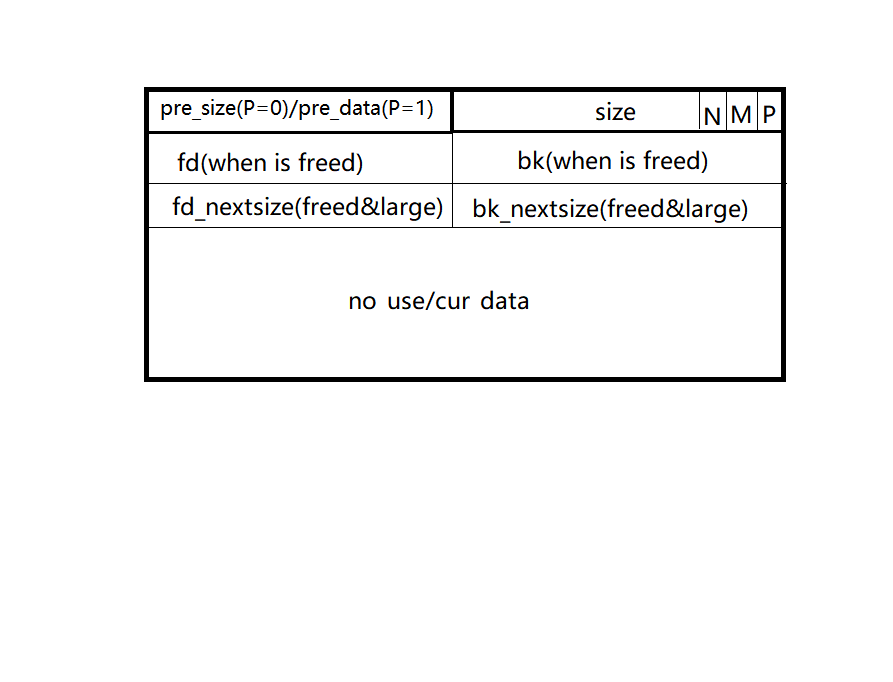 pre_size(P=0)/pre_data(P=1) size N M P
fd(when is freed) bk(when is freed)
fd_nextsize(freed&large) bk_nextsize(freed&large)
no use/cur data